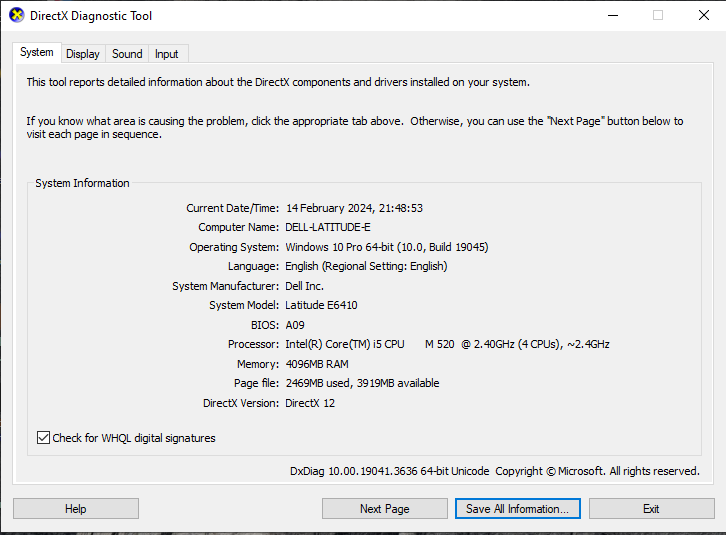 DirectX Diagnostic Tool
System Display Sound Input
This tool reports detailed information about the DirectX components and drivers installed on your system.
If you know what area is causing the problem, click the appropriate tab above. Otherwise, you can use the "Next Page" button below to
visit each page in sequence.
System Information
Current Date/Time: 14 February 2024, 21:48:53
Computer Name: DELL-LATITUDE-E
Operating System: Windows 10 Pro 64-bit (10.0, Build 19045)
Language: English (Regional Setting: English)
System Manufacturer: Dell Inc.
System Model: Latitude E6410
BIOS: A09
Processor: Intel(R) Core(TM) i5 CPU M 520 @ 2.40GHz (4 CPUs), ~2.4GHz
Memory: 4096MB RAM
Page file: 2469MB used, 3919MB available
DirectX Version: DirectX 12
Check for WHQL digital signatures
DxDiag 10.00.19041.3636 64-bit Unicode Copyright © Microsoft. All rights reserved.
Help Next Page Save All Information... Exit